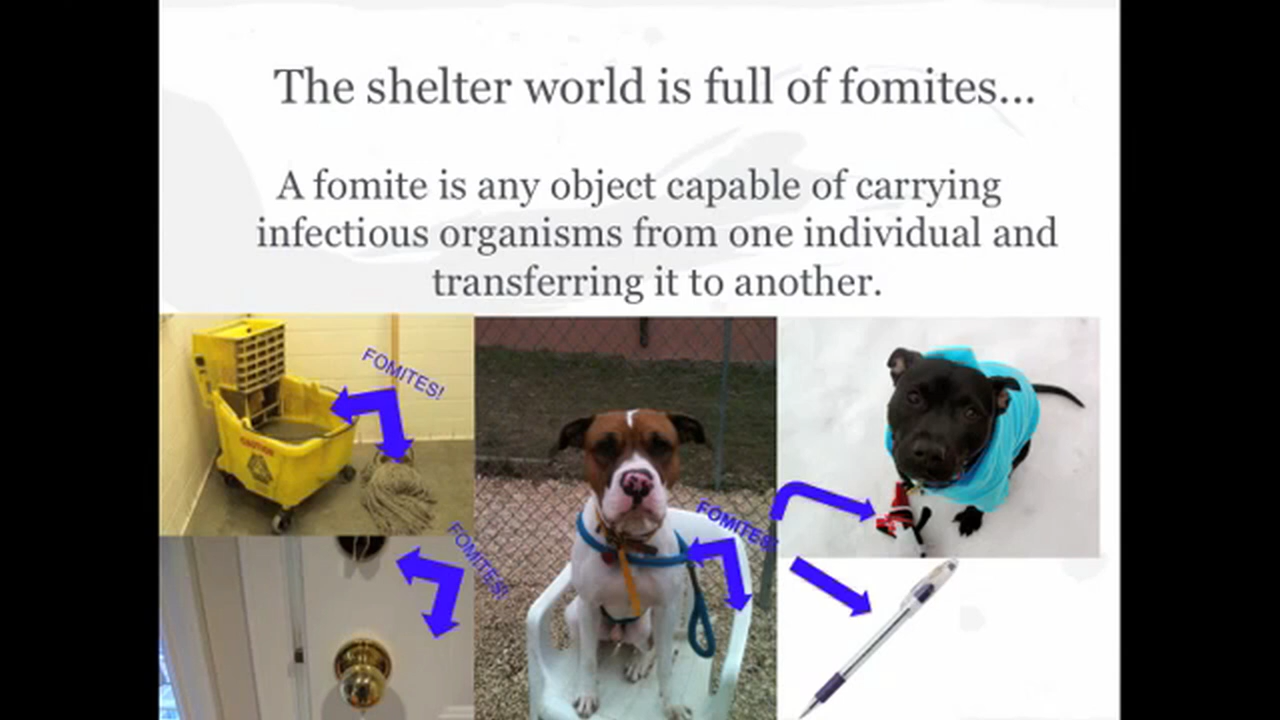 The shelter world is full of fomites...
A fomite is any object capable of carrying
infectious organisms from one individual and
transferring it to another.
FOMITES!
FOMITES!
FOMITES!
CAUTION